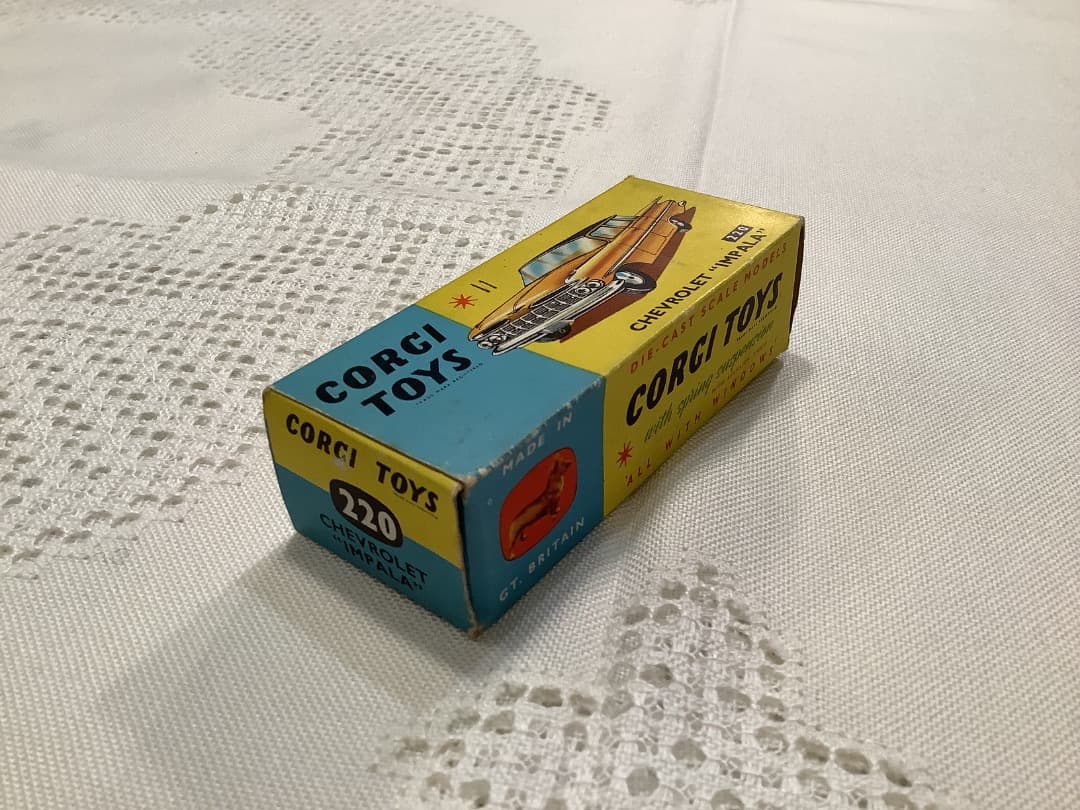 CORGI
TOYS
220
CHEVROLET "IMPALA"
CORGI TOYS
220
CHEVROLET
"IMPALA"
MADE IN
GT. BRITAIN
DIE-CAST SCALE MODELS
CORGI TOYS
with spring suspension
'ALL WITH WINDOWS'